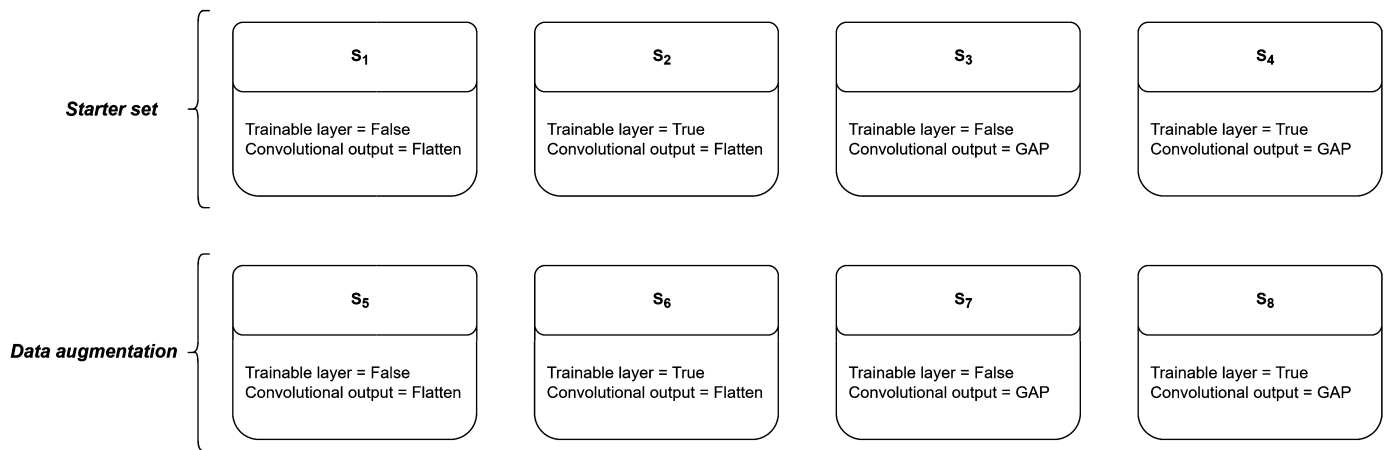 Starter set
S1
Trainable layer = False
Convolutional output = Flatten
S2
Trainable layer = True
Convolutional output = Flatten
S3
Trainable layer = False
Convolutional output = GAP
S4
Trainable layer = True
Convolutional output = GAP
Data augmentation
S5
Trainable layer = False
Convolutional output = Flatten
S6
Trainable layer = True
Convolutional output = Flatten
S7
Trainable layer = False
Convolutional output = GAP
S8
Trainable layer = True
Convolutional output = GAP